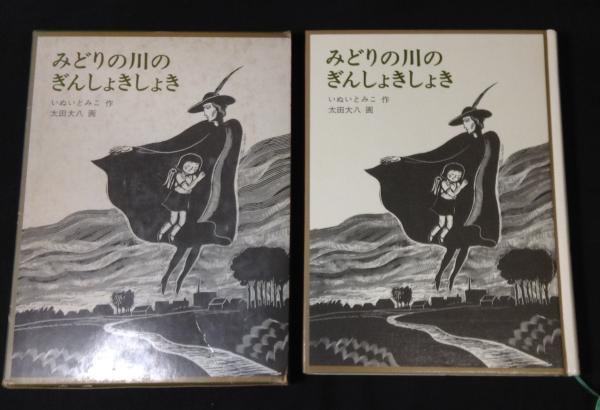 みどりの川の
ぎんしょきしょき
いぬいとみこ 作
太田大八 画
みどりの川の
ぎんしょきしょき
いぬいとみこ 作
太田大八 画